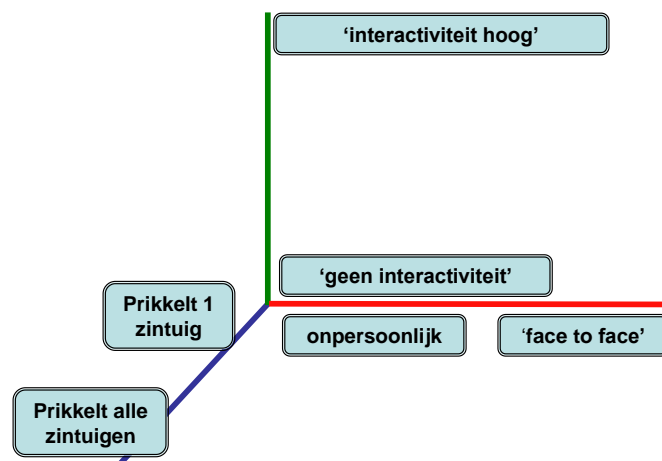 ‘interactiviteit hoog’
‘geen interactiviteit’
Prikkelt 1
zintuig
onpersoonlijk
‘face to face’
Prikkelt alle
zintuigen